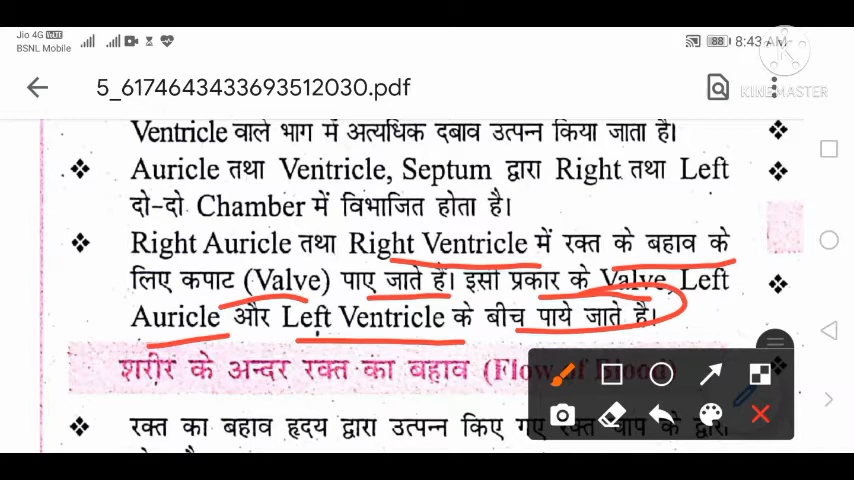 Jio 4G VoLTE
BSNL Mobile
88 8:43 AM
5_6174643433693512030.pdf
KINEMASTER
Ventricle वाले भाग में अत्यधिक दबाव उत्पन्न किया जाता है।
❖ Auricle तथा Ventricle, Septum द्वारा Right तथा Left
दो-दो Chamber में विभाजित होता है।
❖ Right Auricle तथा Right Ventricle में रक्त के बहाव के
लिए कपाट (Valve) पाए जाते हैं। इसी प्रकार के Valve, Left
Auricle और Left Ventricle के बीच पाये जाते है।
शरीर के अन्दर रक्त का बहाव (Flow of Blood)
❖ रक्त का बहाव हृदय द्वारा उत्पन्न किए गए रक्त चाप के द्वारा